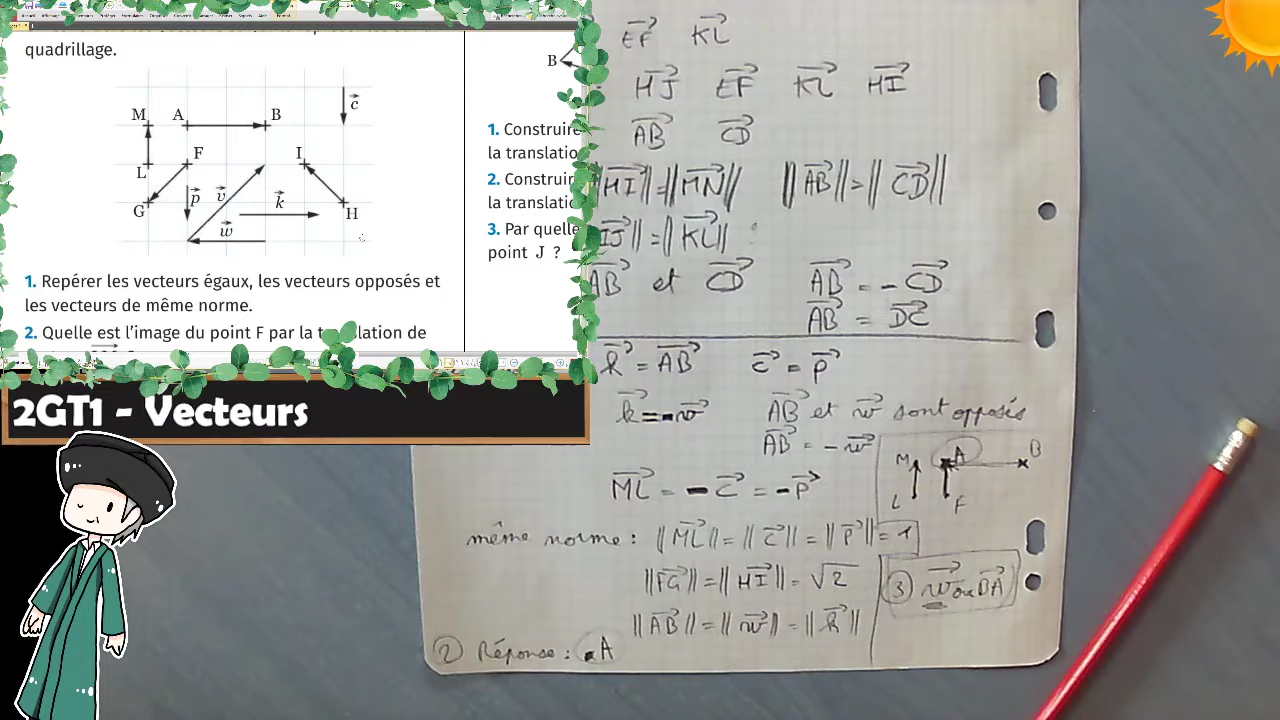 quadrillage.
M A B c
F I
L
p v k
G H
w
1. Repérer les vecteurs égaux, les vecteurs opposés et
les vecteurs de même norme.
2. Quelle est l'image du point F par la translation de
B
1. Construire
la translatio
2. Construir
la translatio
3. Par quelle
point J ?
2GT1 - Vecteurs
EF KL
HJ EF KL HI
AB CD
||HI|| = ||MN|| ||AB|| = ||CD||
IJ|| = ||KL||
AB et CD AB = - CD
AB = DC
k = AB c = p
k = - w AB et w sont opposés
AB = - w
ML = - c = - p
M A B
L F
même norme : ||ML|| = ||c|| = ||p|| = 1
||FG|| = ||HI|| = √2
3 w ou BA
||AB|| = ||w|| = ||k||
2 Réponse : A